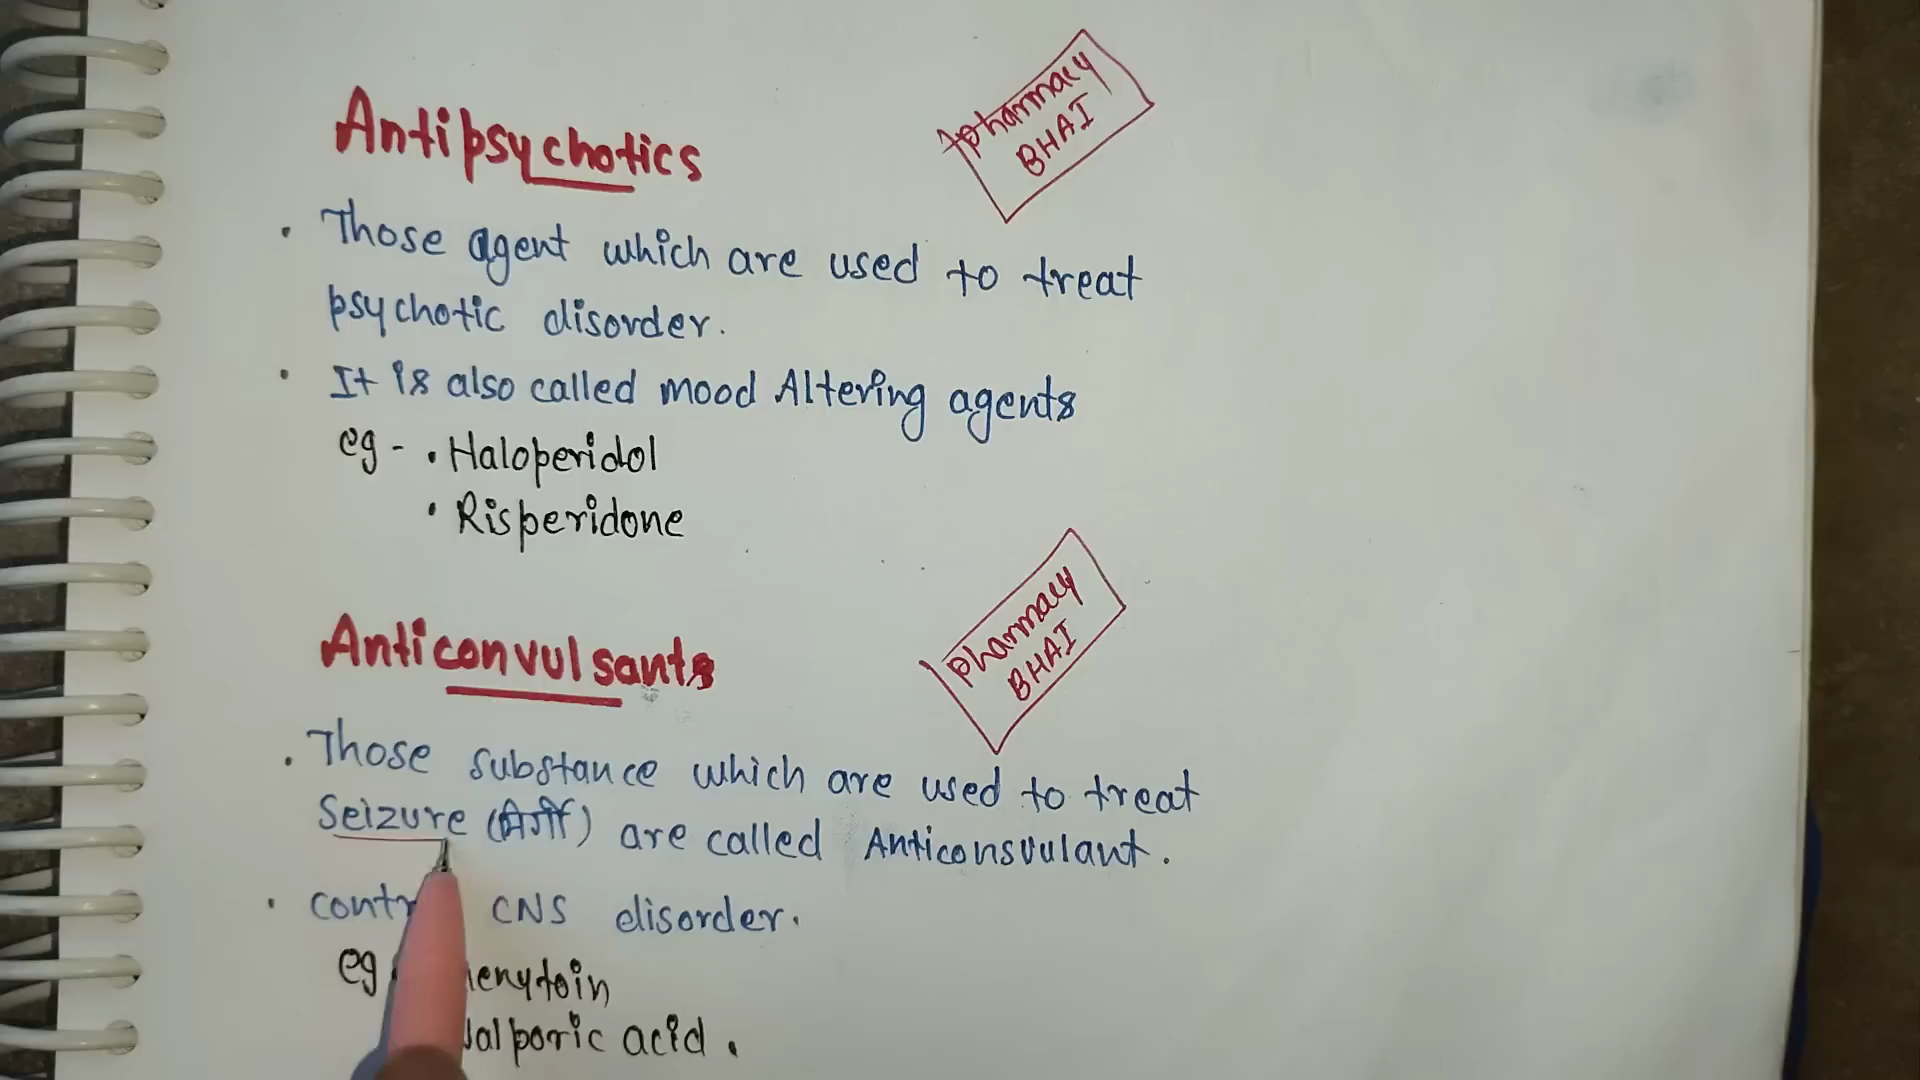 Antipsychotics
pharmacy
BHAI
• Those agent which are used to treat
psychotic disorder.
• It is also called mood Altering agents
eg - • Haloperidol
• Risperidone
Anticonvulsants
pharmacy
BHAI
• Those substance which are used to treat
Seizure (मिर्गी) are called Anticonsvulant.
• contr CNS disorder.
eg henytoin
valporic acid.